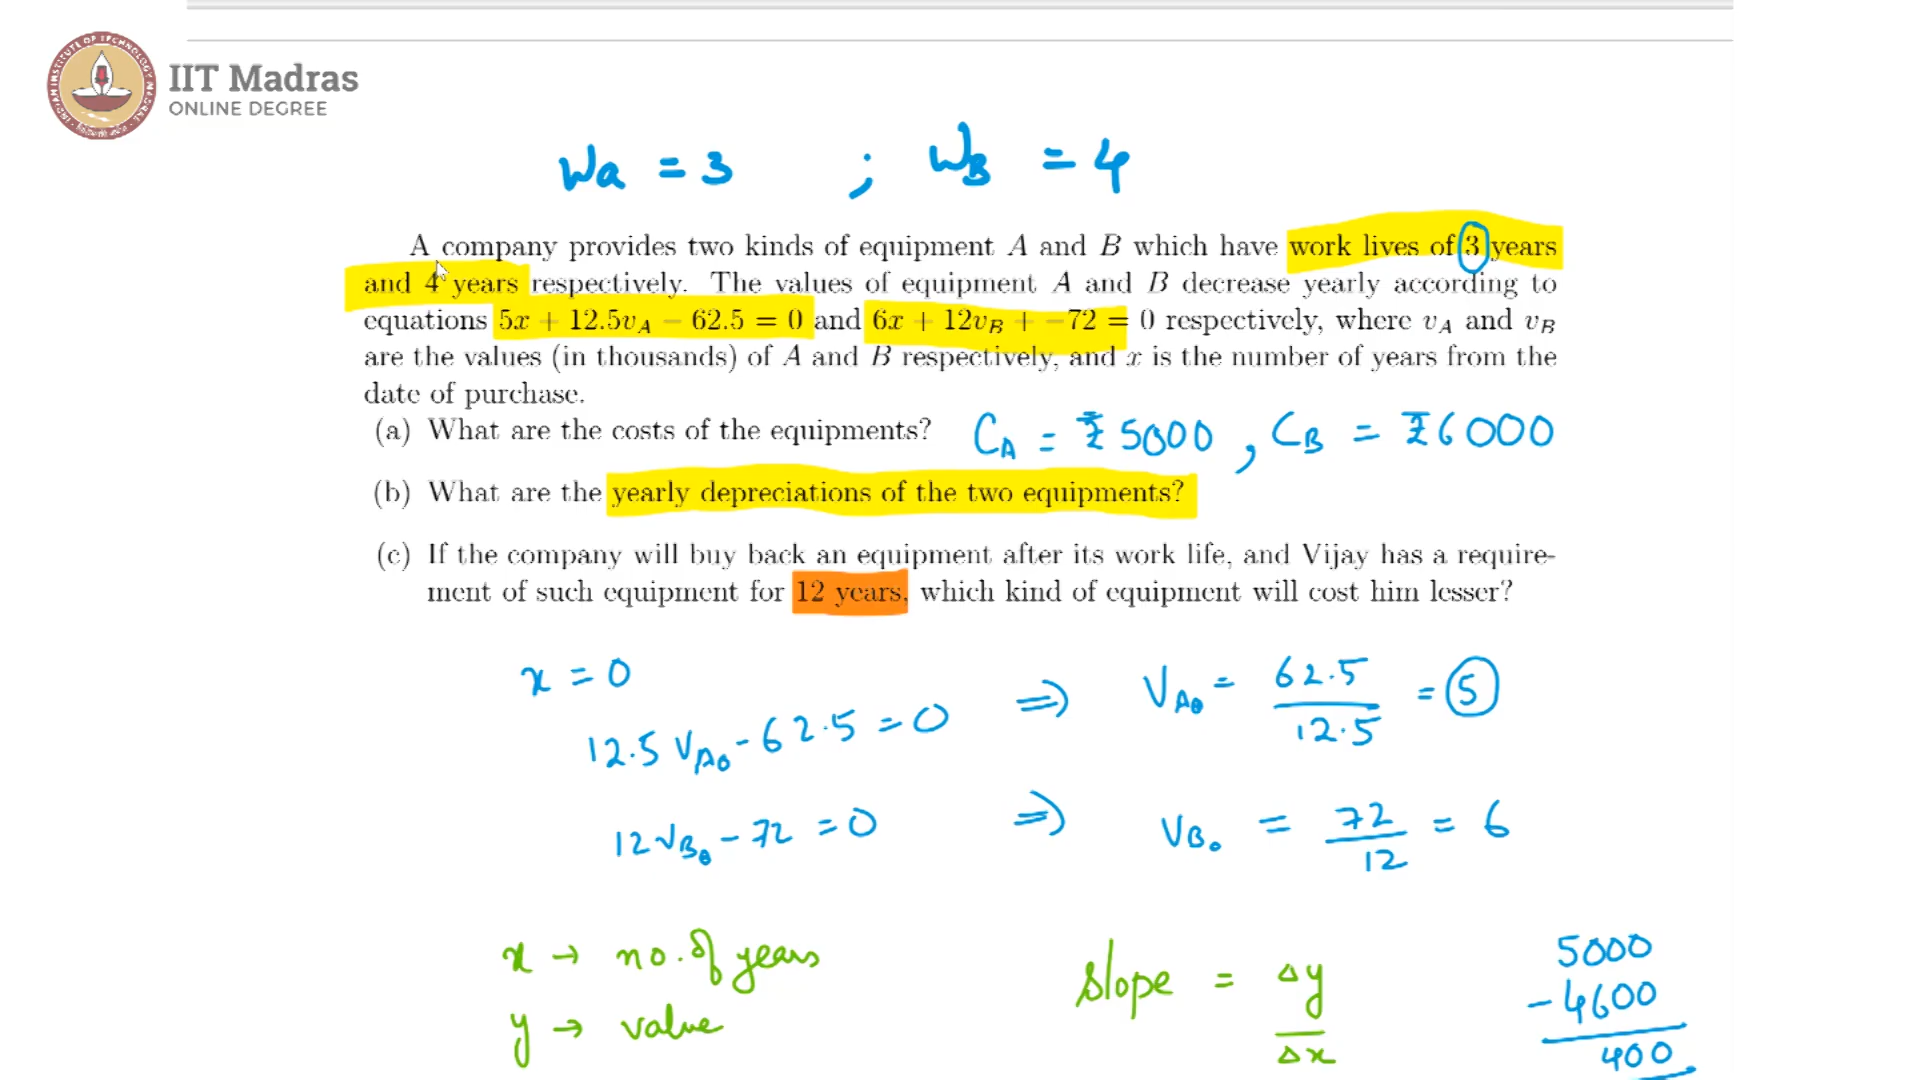 IIT Madras
ONLINE DEGREE
Wa = 3 ; WB = 4
A company provides two kinds of equipment A and B which have work lives of 3 years
and 4 years respectively. The values of equipment A and B decrease yearly according to
equations 5x + 12.5vA − 62.5 = 0 and 6x + 12vB + −72 = 0 respectively, where vA and vB
are the values (in thousands) of A and B respectively, and x is the number of years from the
date of purchase.
(a) What are the costs of the equipments? CA = ₹5000 , CB = ₹6000
(b) What are the yearly depreciations of the two equipments?
(c) If the company will buy back an equipment after its work life, and Vijay has a require-
ment of such equipment for 12 years, which kind of equipment will cost him lesser?
x = 0
12.5 VA0 - 62.5 = 0 ⇒ VA0 = 62.5/12.5 = 5
12VB0 - 72 = 0 ⇒ VB0 = 72/12 = 6
x → no. of years
y → value
slope = Δy/Δx
5000
- 4600
400